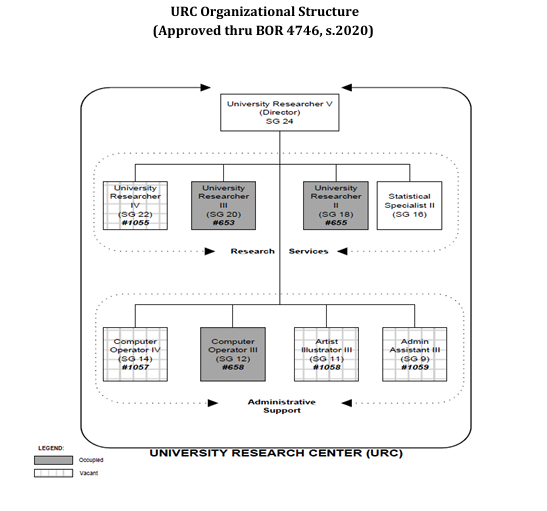 URC Organizational Structure
(Approved thru BOR 4746, s.2020)
University Researcher V
(Director)
SG 24
University
Researcher
IV
(SG 22)
#1055
University
Researcher
III
(SG 20)
#653
University
Researcher
II
(SG 18)
#655
Statistical
Specialist II
(SG 16)
Research Services
Computer
Operator IV
(SG 14)
#1057
Computer
Operator III
(SG 12)
#658
Artist
Illustrator III
(SG 11)
#1058
Admin
Assistant III
(SG 9)
#1059
Administrative
Support
LEGEND:
Occupied
Vacant
UNIVERSITY RESEARCH CENTER (URC)